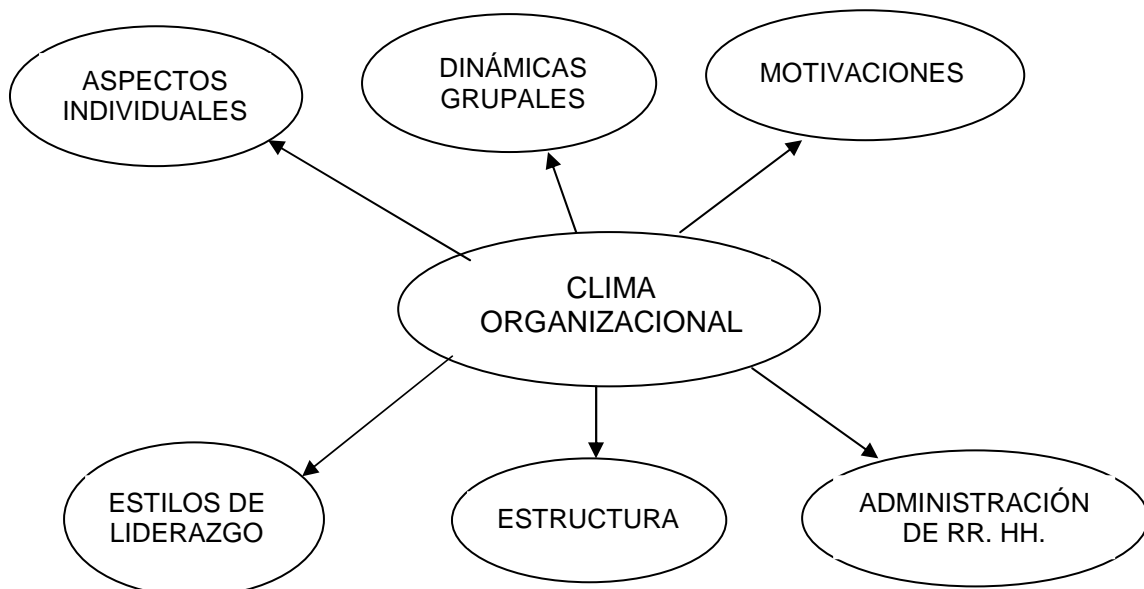 ASPECTOS
INDIVIDUALES
DINÁMICAS
GRUPALES
MOTIVACIONES
CLIMA
ORGANIZACIONAL
ESTILOS DE
LIDERAZGO
ESTRUCTURA
ADMINISTRACIÓN
DE RR. HH.